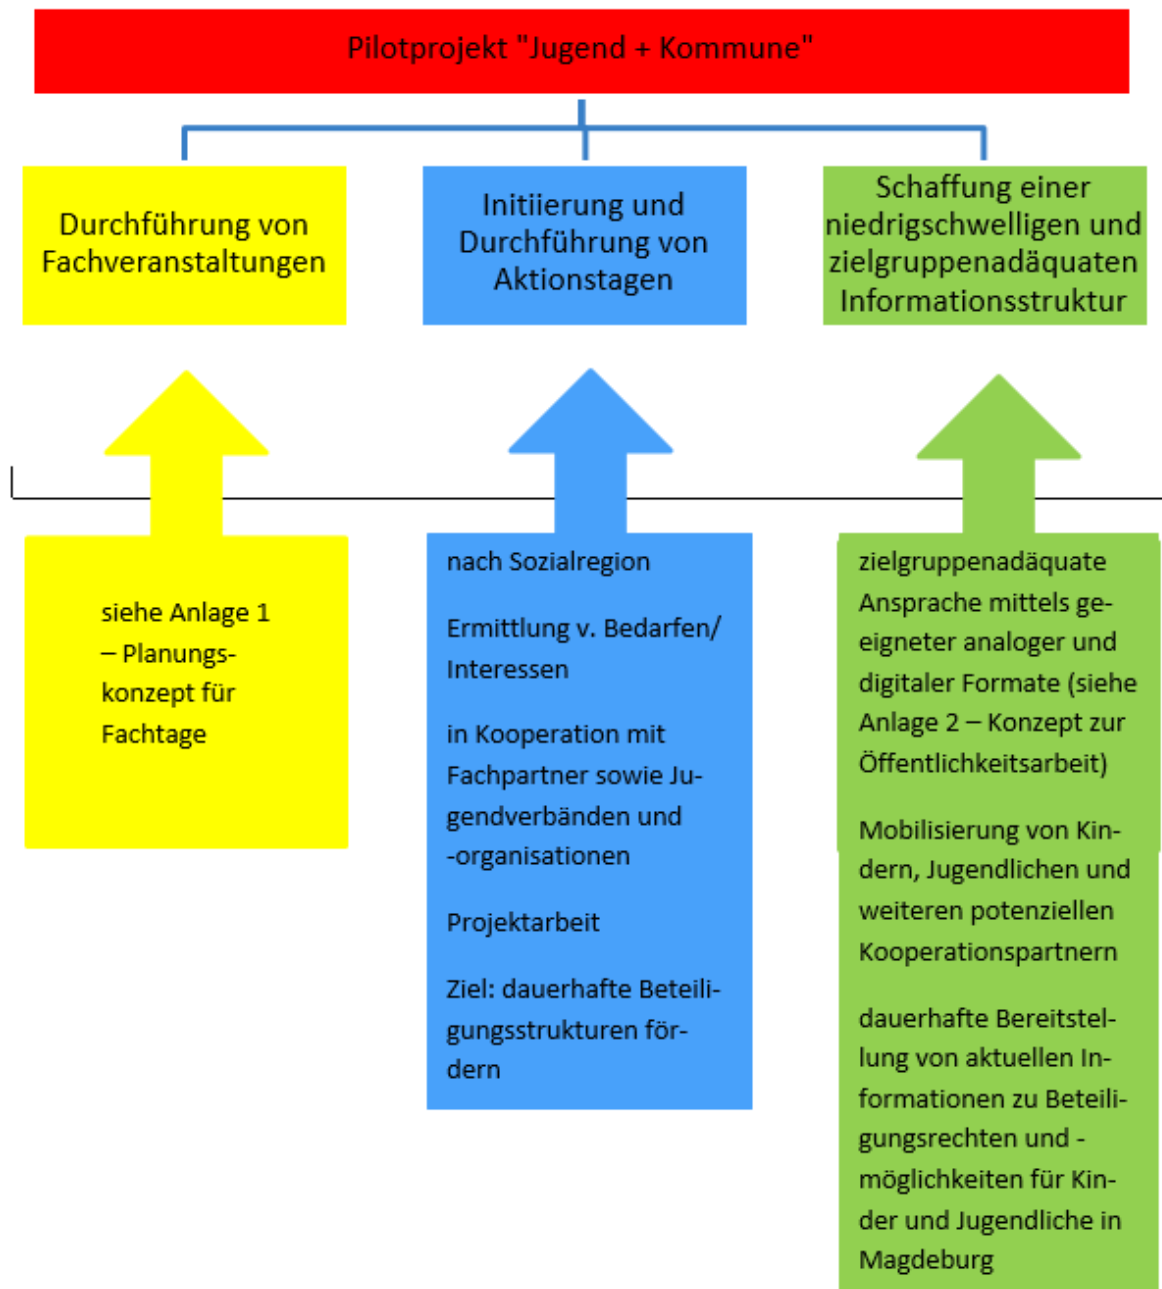 Pilotprojekt "Jugend + Kommune"
Durchführung von
Fachveranstaltungen
Initiierung und
Durchführung von
Aktionstagen
Schaffung einer
niedrigschwelligen und
zielgruppenadäquaten
Informationsstruktur
siehe Anlage 1
– Planungs-
konzept für
Fachtage
nach Sozialregion
Ermittlung v. Bedarfen/
Interessen
in Kooperation mit
Fachpartner sowie Ju-
gendverbänden und
-organisationen
Projektarbeit
Ziel: dauerhafte Beteili-
gungsstrukturen för-
dern
zielgruppenadäquate
Ansprache mittels ge-
eigneter analoger und
digitaler Formate (siehe
Anlage 2 – Konzept zur
Öffentlichkeitsarbeit)
Mobilisierung von Kin-
dern, Jugendlichen und
weiteren potenziellen
Kooperationspartnern
dauerhafte Bereitstel-
lung von aktuellen In-
formationen zu Beteili-
gungsrechten und -
möglichkeiten für Kin-
der und Jugendliche in
Magdeburg